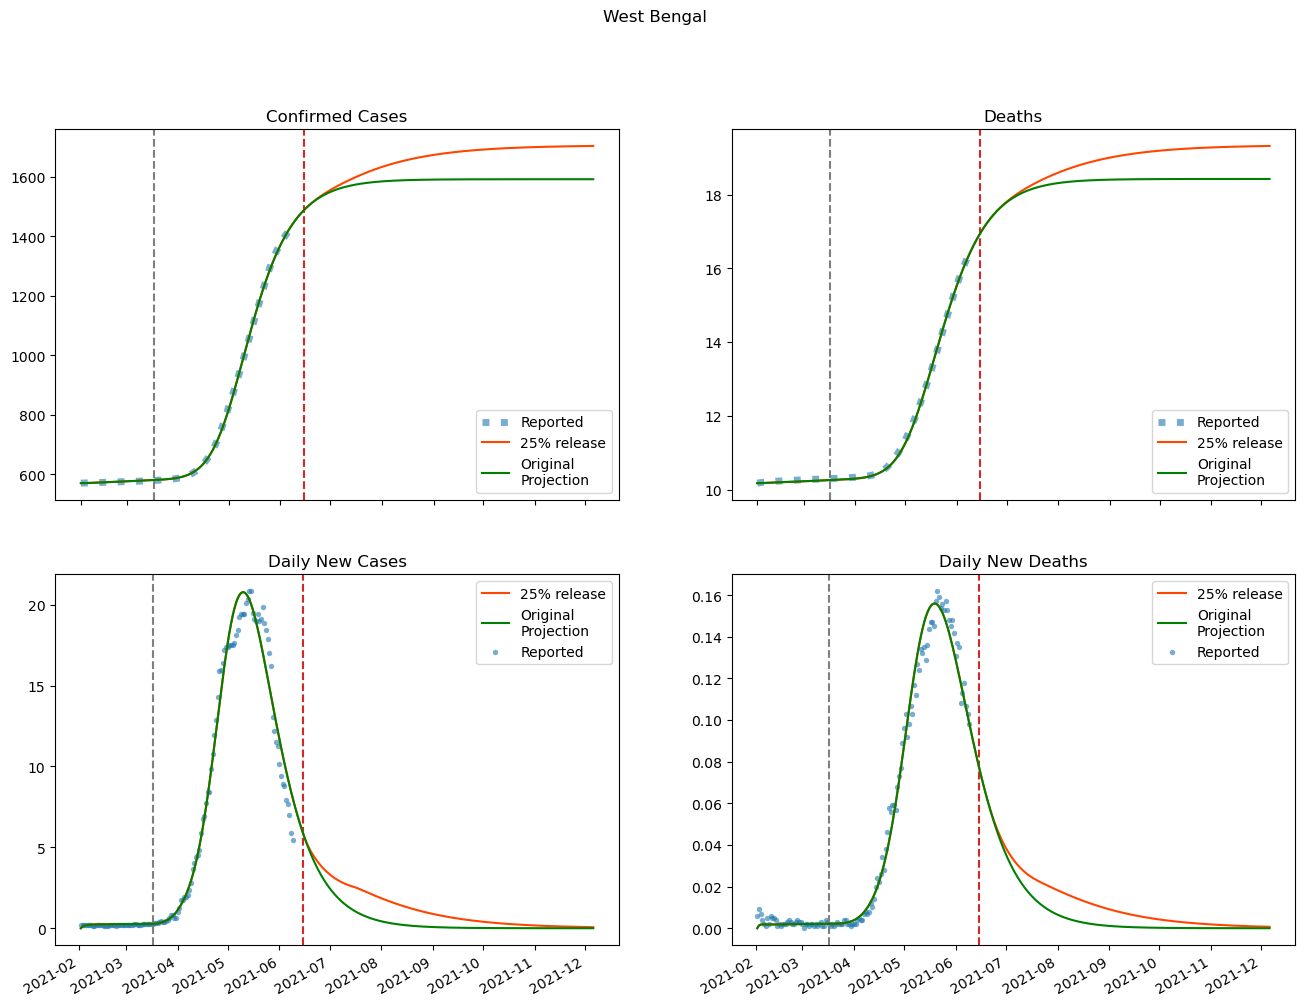 West Bengal
Confirmed Cases
1600
1400
1200
1000
800
600
Reported
25% release
Original
Projection
Deaths
18
16
14
12
10
Reported
25% release
Original
Projection
Daily New Cases
20
15
10
5
0
25% release
Original
Projection
Reported
2021-02
2021-03
2021-04
2021-05
2021-06
2021-07
2021-08
2021-09
2021-10
2021-11
2021-12
Daily New Deaths
0.16
0.14
0.12
0.10
0.08
0.06
0.04
0.02
0.00
25% release
Original
Projection
Reported
2021-02
2021-03
2021-04
2021-05
2021-06
2021-07
2021-08
2021-09
2021-10
2021-11
2021-12